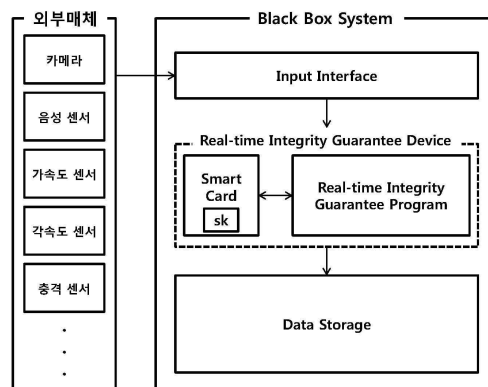 외부매체
카메라
음성 센서
가속도 센서
각속도 센서
충격 센서
Black Box System
Input Interface
Real-time Integrity Guarantee Device
Smart
Card
sk
Real-time Integrity
Guarantee Program
Data Storage